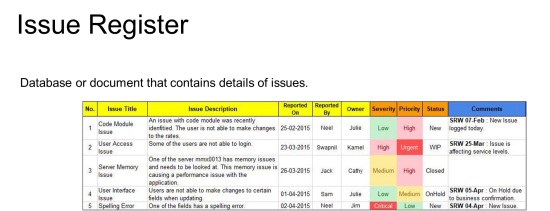 Issue Register
Database or document that contains details of issues.
No. Issue Title Issue Description Reported On Reported By Owner Severity Priority Status Comments
1 Code Module Issue An issue with code module was recently idenfitied. The user is not able to make changes to the rates. 25-02-2015 Neel Julie Low High New SRW 07-Feb : New Issue logged today.
2 User Access Issue Some of the users are not able to login. 23-03-2015 Swapnil Kamel High Urgent WIP SRW 25-Mar : Issue is affecting service levels.
3 Server Memory Issue One of the server mmx0013 has memory issues and needs to be looked at. This memory issue is causing a performance issue with the application. 26-03-2015 Jack Cathy Medium High Closed
4 User Interface Issue Users are not able to make changes to certain fields when updating. 01-04-2015 Sam Julie Low Medium OnHold SRW 05-Apr : On Hold due to business confirmation.
5 Spelling Error One of the fields has a spelling error. 02-04-2015 Neel Jim Critical Low New SRW 04-Apr : New Issue.